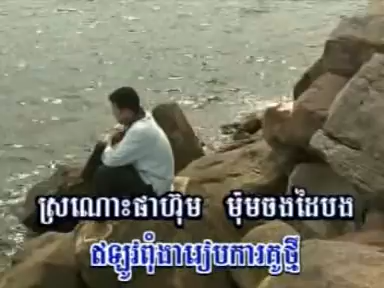 ស្រណោះផាហ៊ុម ម៉ុមចងដៃបង
ឥឡូវពុំងារៀបការគូថ្មី